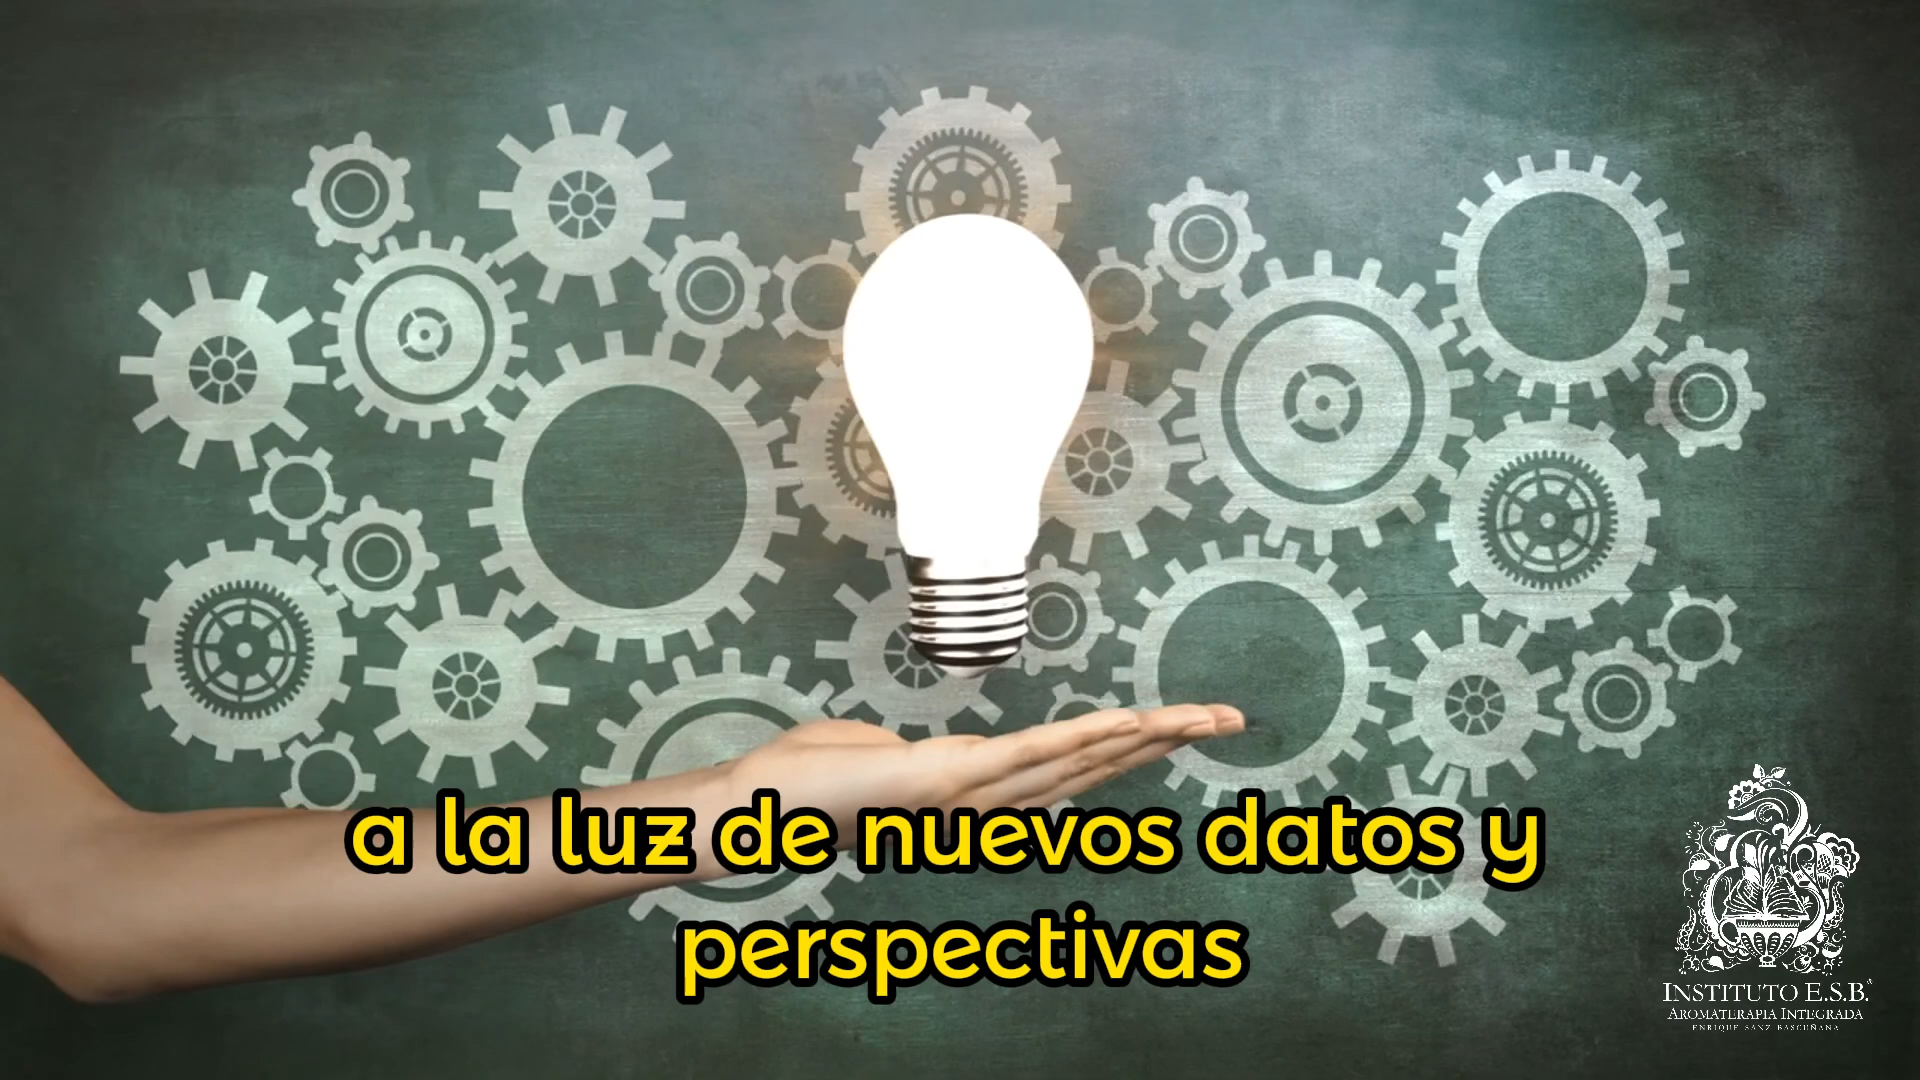 a la luz de nuevos datos y
perspectivas
INSTITUTO E.S.B.®
AROMATERAPIA INTEGRADA
ENRIQUE SANZ BASCUÑANA